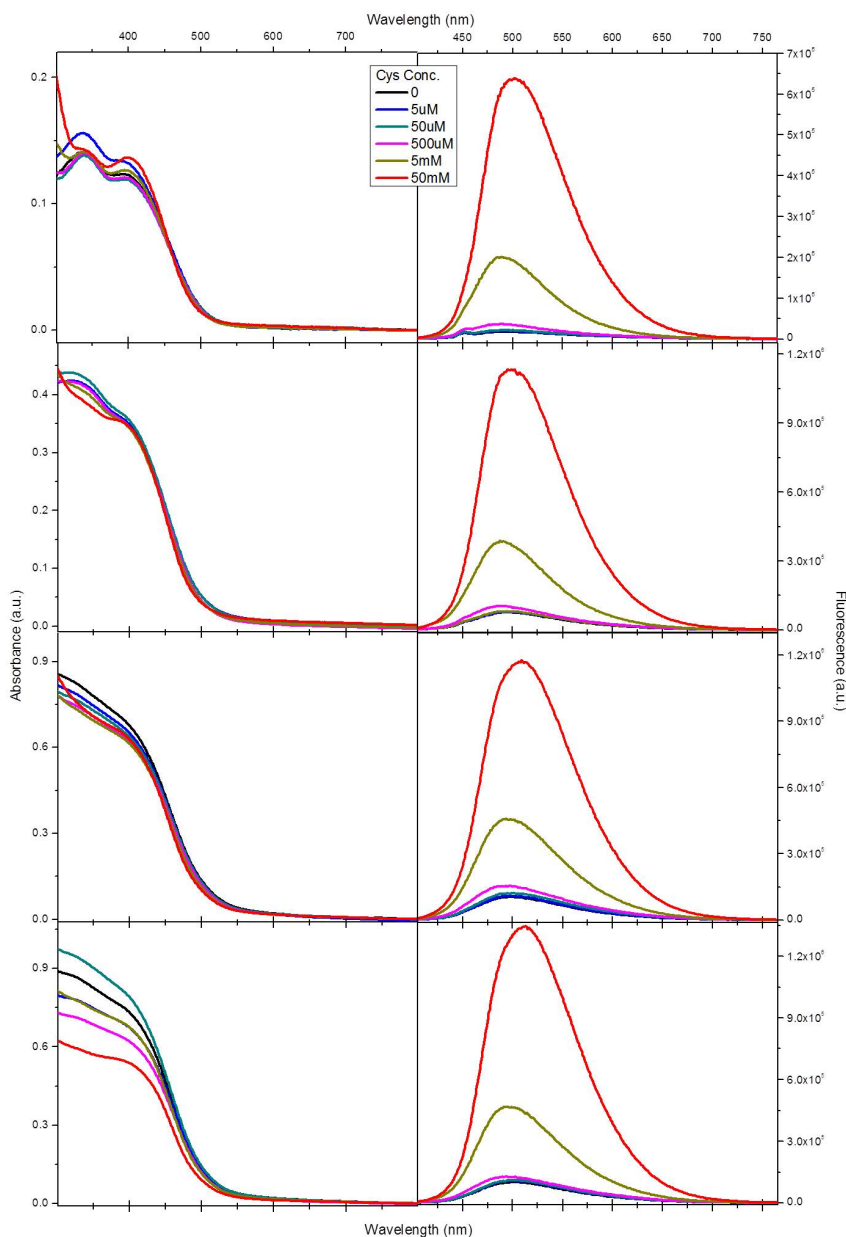 Wavelength (nm)
400 500 600 700
450 500 550 600 650 700 750
Cys Conc.
0
5uM
50uM
500uM
5mM
50mM
0.2
0.1
0.0
7x10⁵
6x10⁵
5x10⁵
4x10⁵
3x10⁵
2x10⁵
1x10⁵
0
0.4
0.3
0.2
0.1
0.0
1.2x10⁶
9.0x10⁵
6.0x10⁵
3.0x10⁵
0.0
Absorbance (a.u.)
Fluorescence (a.u.)
0.9
0.6
0.3
0.0
1.2x10⁶
9.0x10⁵
6.0x10⁵
3.0x10⁵
0.0
0.9
0.6
0.3
0.0
1.2x10⁶
9.0x10⁵
6.0x10⁵
3.0x10⁵
0.0
Wavelength (nm)